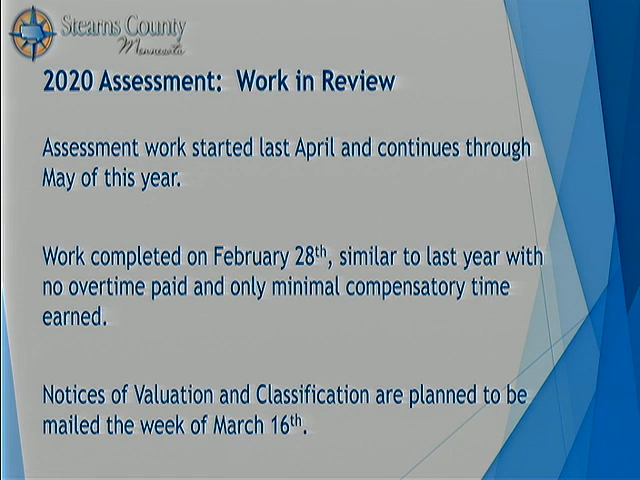 Stearns County
Minnesota
2020 Assessment: Work in Review
Assessment work started last April and continues through
May of this year.
Work completed on February 28th, similar to last year with
no overtime paid and only minimal compensatory time
earned.
Notices of Valuation and Classification are planned to be
mailed the week of March 16th.